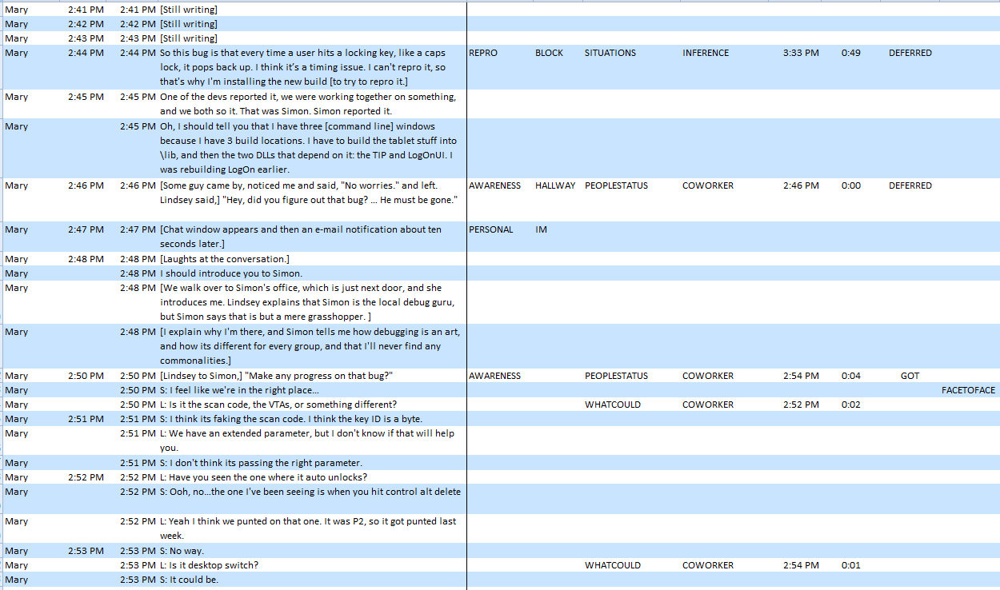 Mary 2:41 PM 2:41 PM [Still writing]
Mary 2:42 PM 2:42 PM [Still writing]
Mary 2:43 PM 2:43 PM [Still writing]
Mary 2:44 PM 2:44 PM So this bug is that every time a user hits a locking key, like a caps REPRO BLOCK SITUATIONS INFERENCE 3:33 PM 0:49 DEFERRED
lock, it pops back up. I think it's a timing issue. I can't repro it, so
that's why I'm installing the new build [to try to repro it.]
Mary 2:45 PM 2:45 PM One of the devs reported it, we were working together on something,
and we both so it. That was Simon. Simon reported it.
Mary 2:45 PM Oh, I should tell you that I have three [command line] windows
because I have 3 build locations. I have to build the tablet stuff into
\lib, and then the two DLLs that depend on it: the TIP and LogOnUI. I
was rebuilding LogOn earlier.
Mary 2:46 PM 2:46 PM [Some guy came by, noticed me and said, "No worries." and left. AWARENESS HALLWAY PEOPLESTATUS COWORKER 2:46 PM 0:00 DEFERRED
Lindsey said,] "Hey, did you figure out that bug? ... He must be gone."
Mary 2:47 PM 2:47 PM [Chat window appears and then an e-mail notification about ten PERSONAL IM
seconds later.]
Mary 2:48 PM 2:48 PM [Laughts at the conversation.]
Mary 2:48 PM I should introduce you to Simon.
Mary 2:48 PM [We walk over to Simon's office, which is just next door, and she
introduces me. Lindsey explains that Simon is the local debug guru,
but Simon says that is but a mere grasshopper. ]
Mary 2:48 PM [I explain why I'm there, and Simon tells me how debugging is an art,
and how its different for every group, and that I'll never find any
commonalities.]
Mary 2:50 PM 2:50 PM [Lindsey to Simon,] "Make any progress on that bug?" AWARENESS PEOPLESTATUS COWORKER 2:54 PM 0:04 GOT
Mary 2:50 PM S: I feel like we're in the right place... FACETOFACE
Mary 2:50 PM L: Is it the scan code, the VTAs, or something different? WHATCOULD COWORKER 2:52 PM 0:02
Mary 2:51 PM 2:51 PM S: I think its faking the scan code. I think the key ID is a byte.
Mary 2:51 PM L: We have an extended parameter, but I don't know if that will help
you.
Mary 2:51 PM S: I don't think its passing the right parameter.
Mary 2:52 PM 2:52 PM L: Have you seen the one where it auto unlocks?
Mary 2:52 PM S: Ooh, no...the one I've been seeing is when you hit control alt delete
Mary 2:52 PM L: Yeah I think we punted on that one. It was P2, so it got punted last
week.
Mary 2:53 PM 2:53 PM S: No way.
Mary 2:53 PM L: Is it desktop switch? WHATCOULD COWORKER 2:54 PM 0:01
Mary 2:53 PM S: It could be.